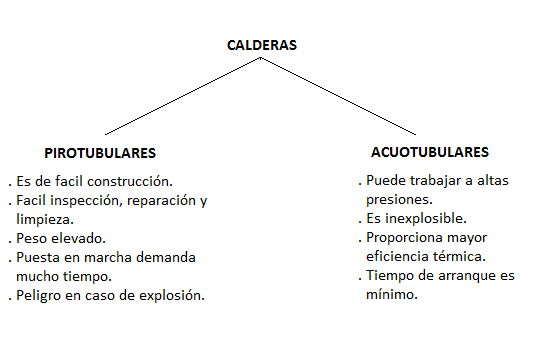 CALDERAS
PIROTUBULARES
. Es de facil construcción.
. Facil inspección, reparación y
limpieza.
. Peso elevado.
. Puesta en marcha demanda
mucho tiempo.
. Peligro en caso de explosión.
ACUOTUBULARES
. Puede trabajar a altas
presiones.
. Es inexplosible.
. Proporciona mayor
eficiencia térmica.
. Tiempo de arranque es
mínimo.